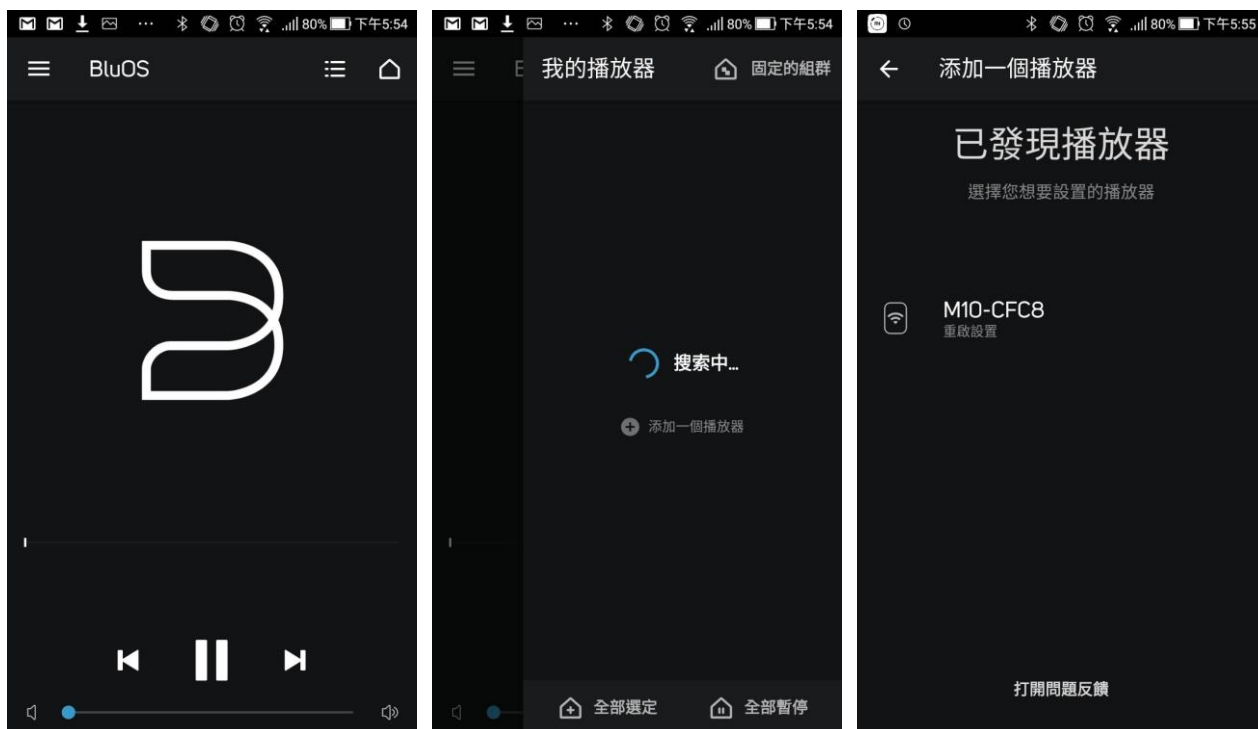 80% 下午5:54
BluOS
80% 下午5:54
我的播放器 固定的組群
搜索中...
添加一個播放器
全部選定 全部暫停
80% 下午5:55
添加一個播放器
已發現播放器
選擇您想要設置的播放器
M10-CFC8
重啟設置
打開問題反饋